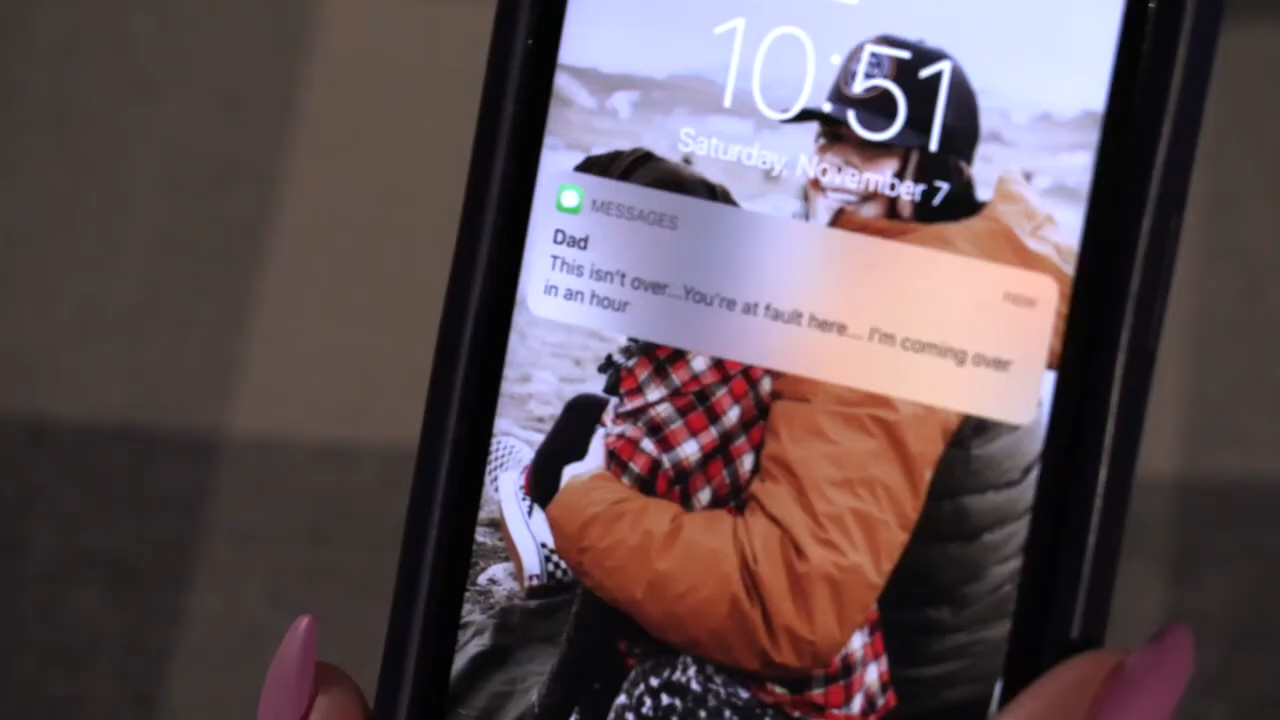 10:51
Saturday, November 7
MESSAGES
now
Dad
This isn't over...You're at fault here... I'm coming over
in an hour